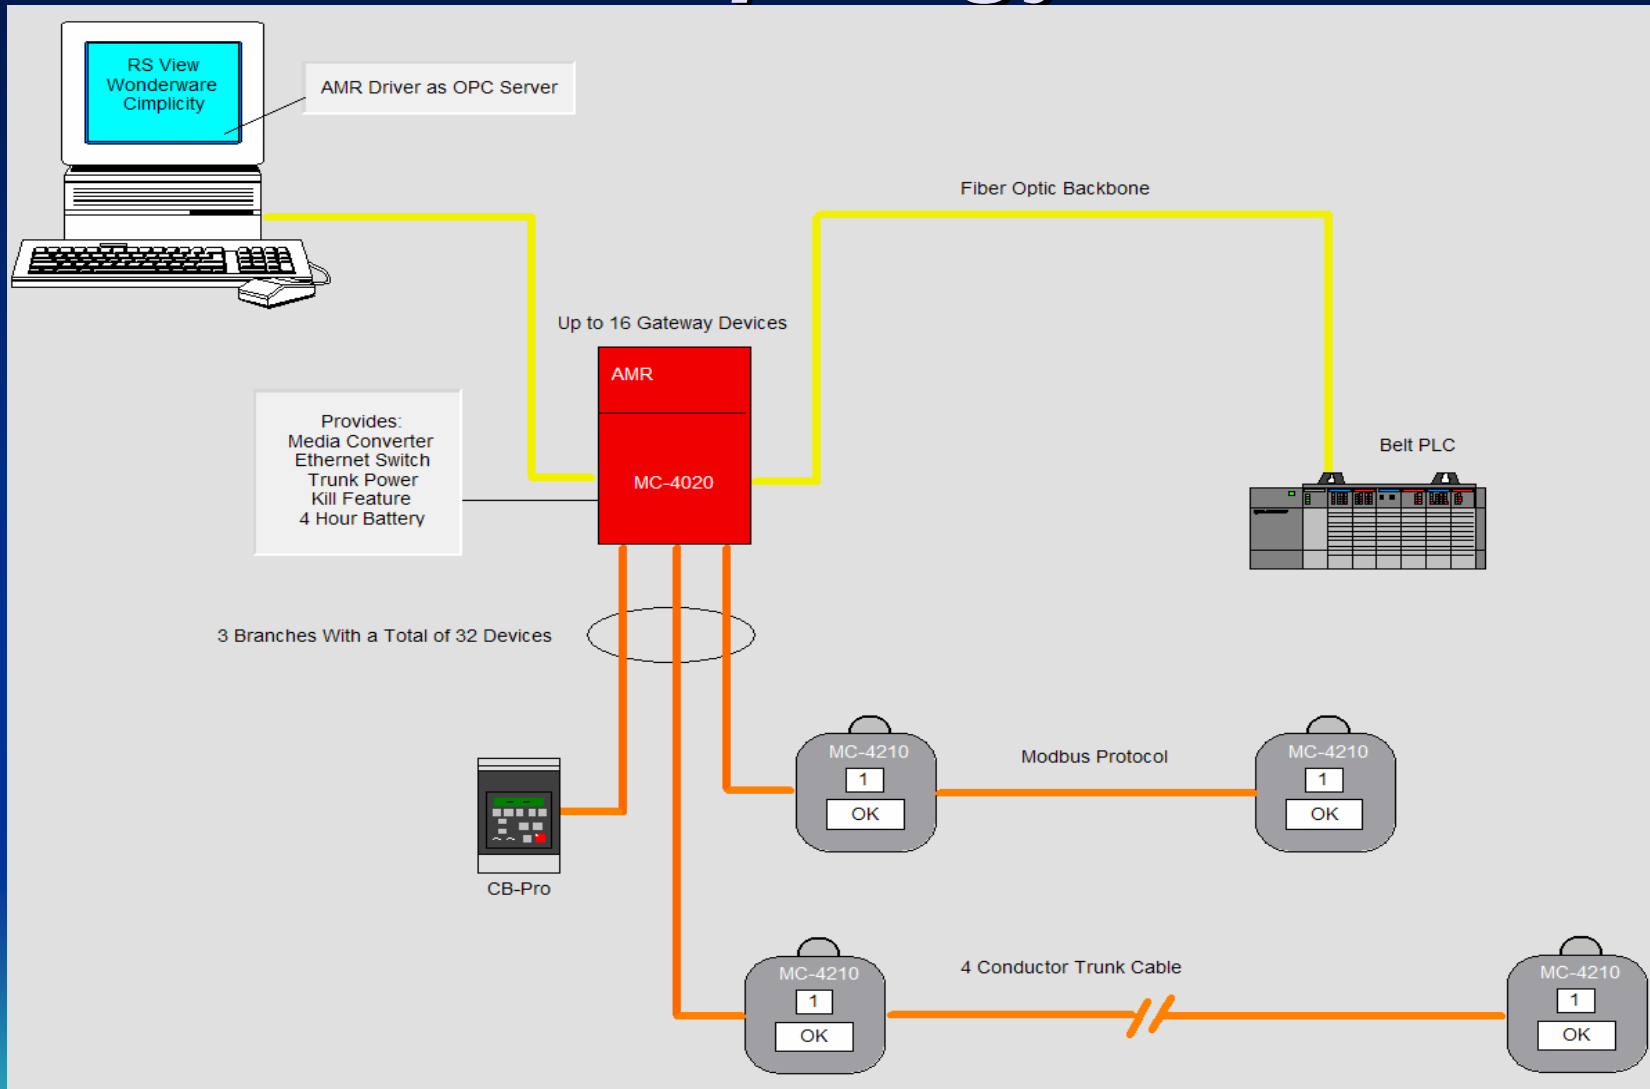 RS View
Wonderware
Cimplicity
AMR Driver as OPC Server
Fiber Optic Backbone
Up to 16 Gateway Devices
AMR
MC-4020
Provides:
Media Converter
Ethernet Switch
Trunk Power
Kill Feature
4 Hour Battery
Belt PLC
3 Branches With a Total of 32 Devices
MC-4210
1
OK
Modbus Protocol
MC-4210
1
OK
CB-Pro
MC-4210
1
OK
4 Conductor Trunk Cable
MC-4210
1
OK